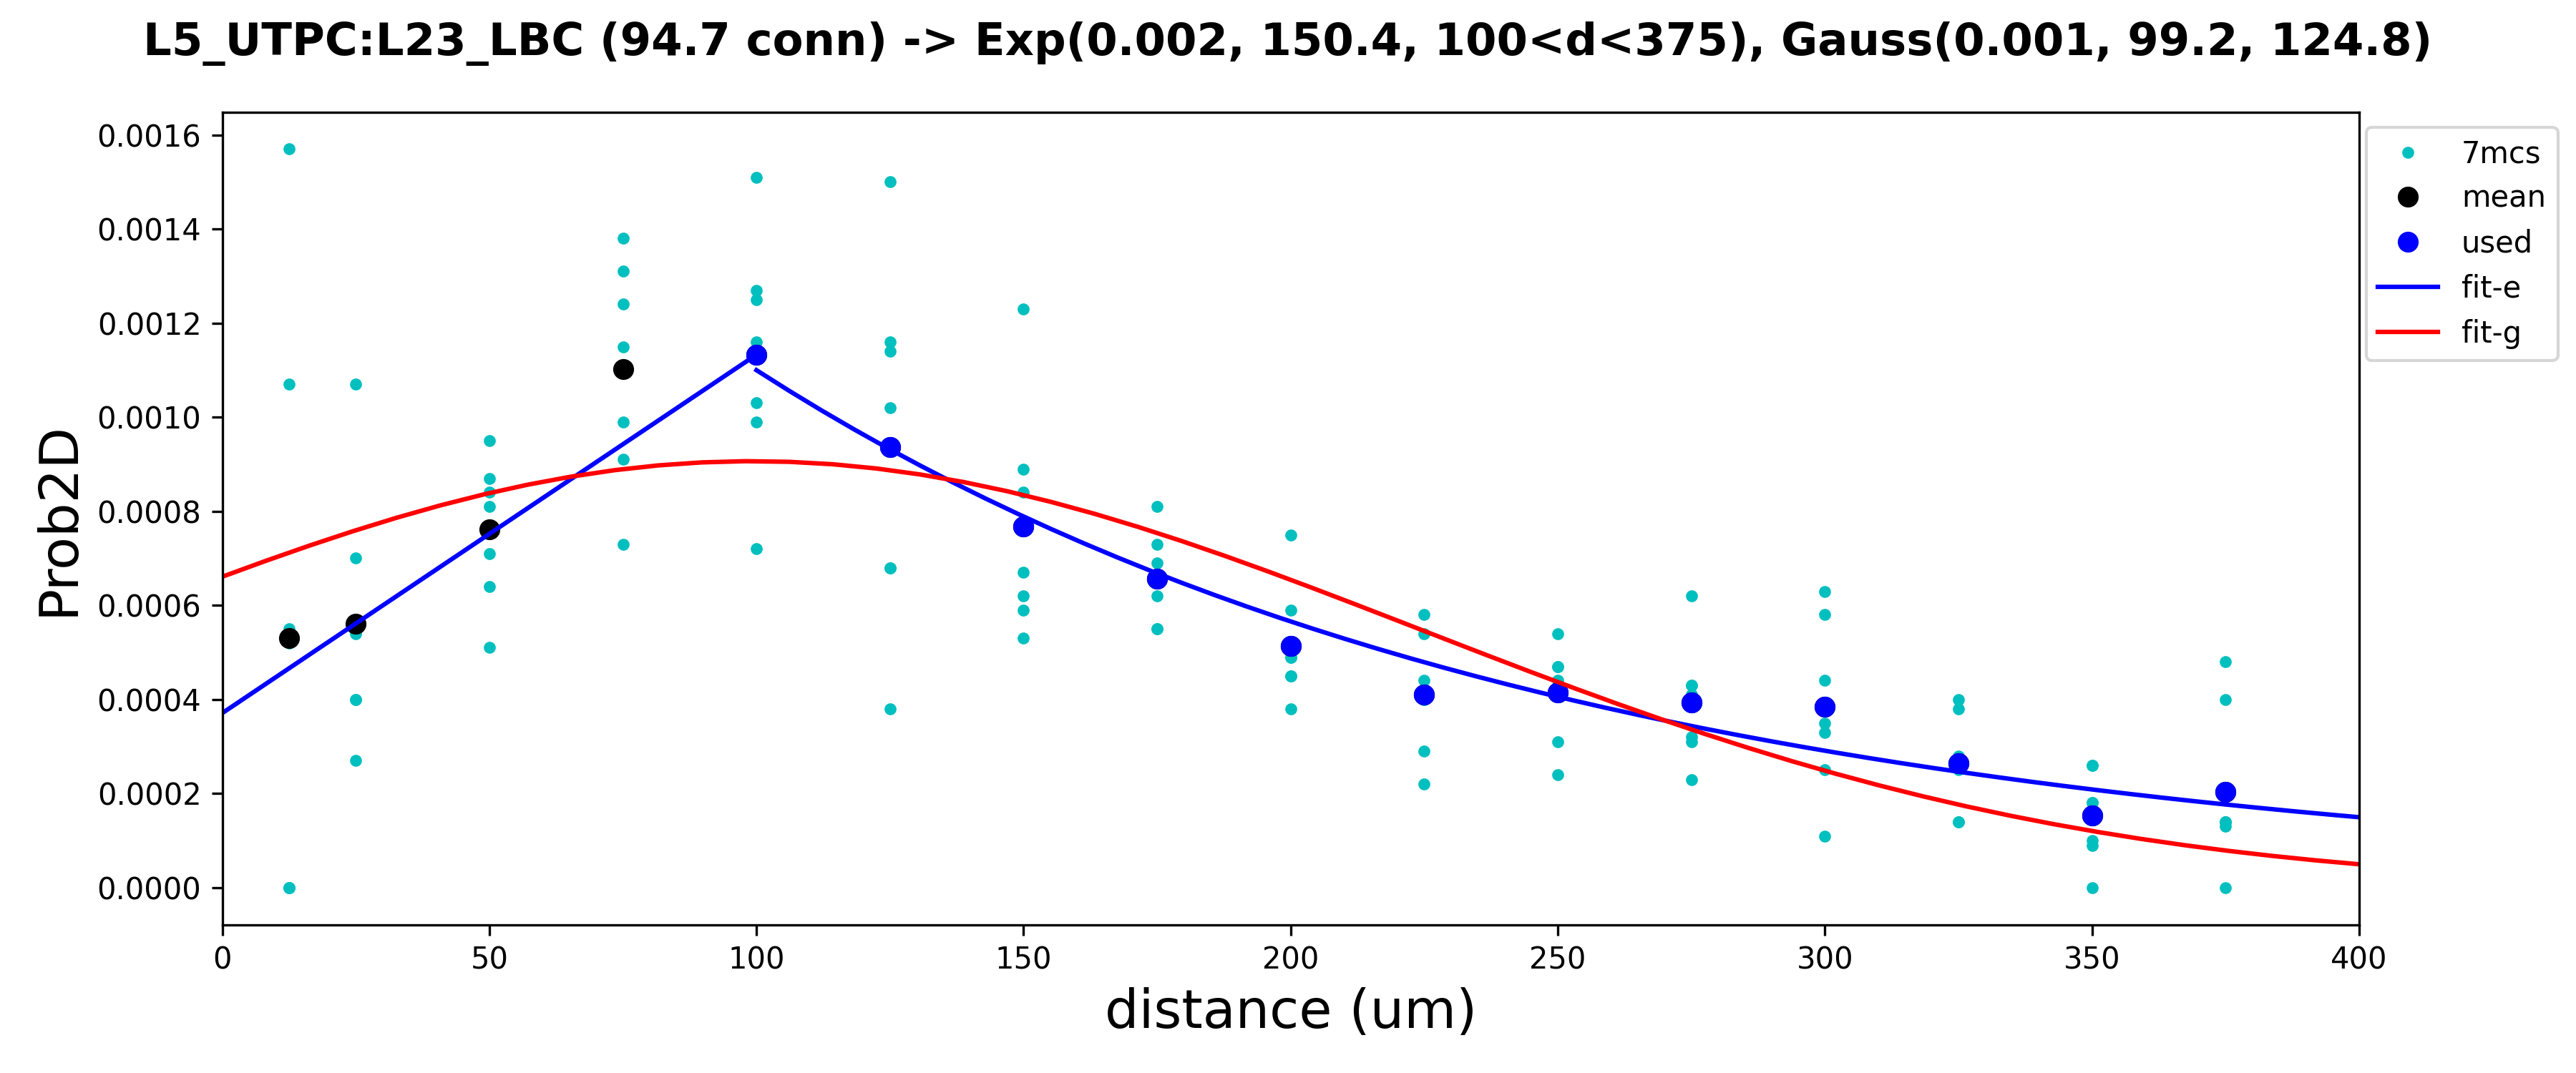 L5_UTPC:L23_LBC (94.7 conn) -> Exp(0.002, 150.4, 100<d<375), Gauss(0.001, 99.2, 124.8)
0.0016
0.0014
0.0012
0.0010
0.0008
0.0006
0.0004
0.0002
0.0000
Prob2D
0 50 100 150 200 250 300 350 400
distance (um)
7mcs
mean
used
fit-e
fit-g